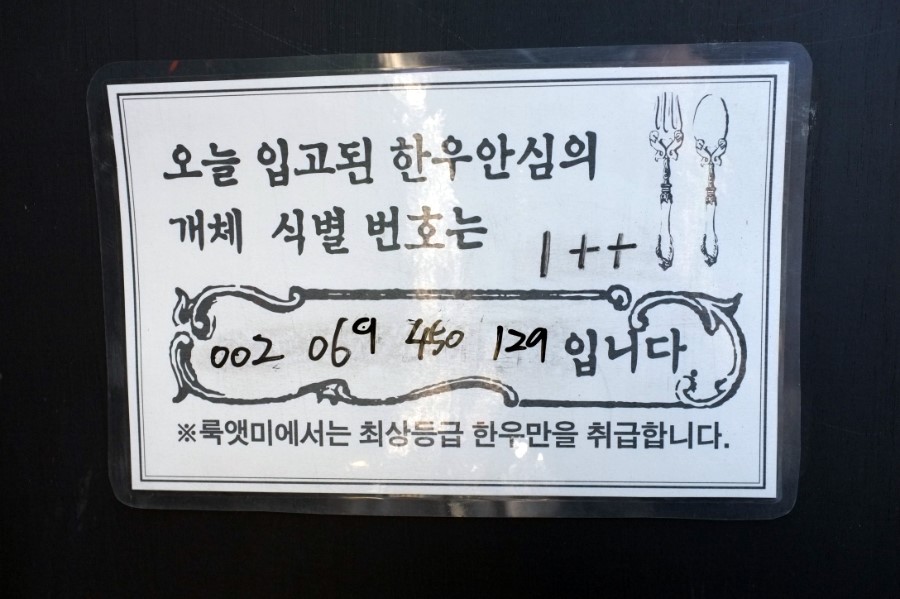 오늘 입고된 한우안심의
개체 식별 번호는
1++
002 069 450 129 입니다
※룩앳미에서는 최상등급 한우만을 취급합니다.